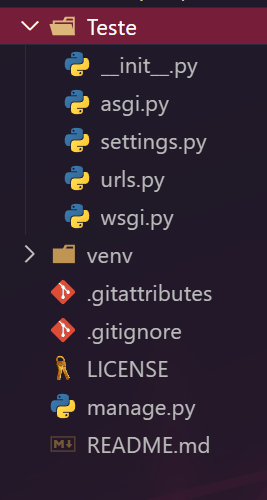 Teste
__init__.py
asgi.py
settings.py
urls.py
wsgi.py
venv
.gitattributes
.gitignore
LICENSE
manage.py
README.md